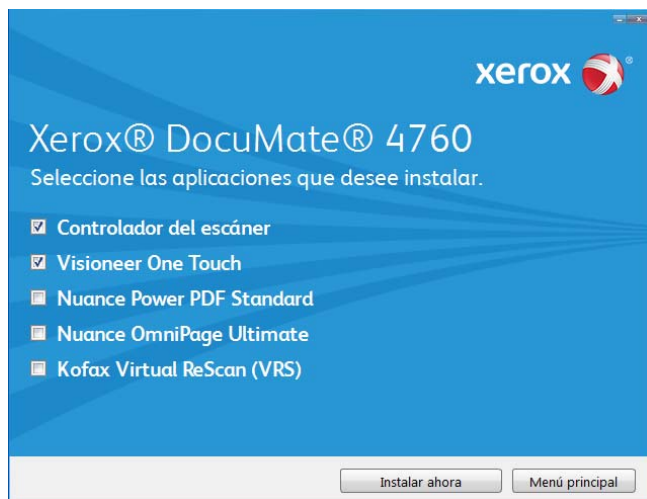 xerox ®
Xerox® DocuMate® 4760
Seleccione las aplicaciones que desee instalar.
Controlador del escáner
Visioneer One Touch
Nuance Power PDF Standard
Nuance OmniPage Ultimate
Kofax Virtual ReScan (VRS)
Instalar ahora Menú principal